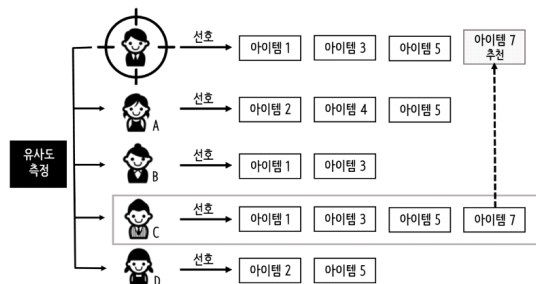 선호 아이템 1 아이템 3 아이템 5 아이템 7
추천
선호 아이템 2 아이템 4 아이템 5
A
유사도
측정
선호 아이템 1 아이템 3
B
선호 아이템 1 아이템 3 아이템 5 아이템 7
C
선호 아이템 2 아이템 5
D